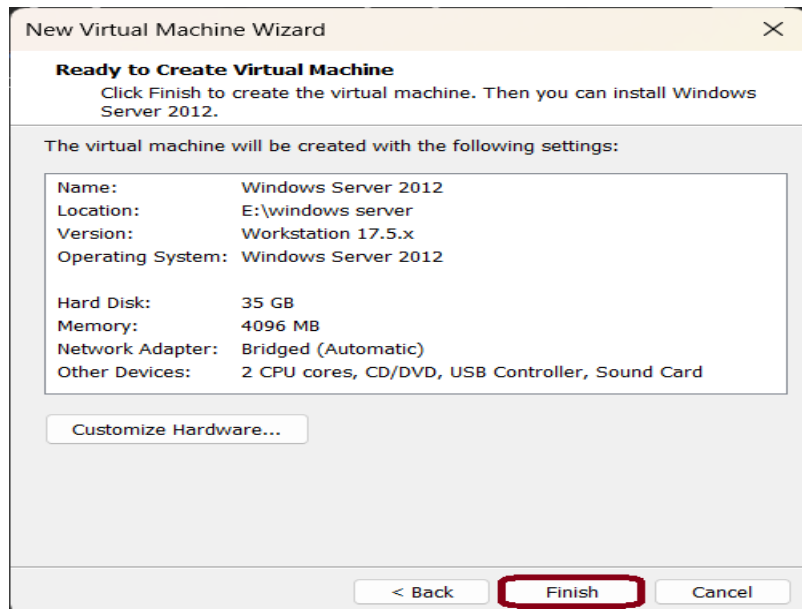 New Virtual Machine Wizard
Ready to Create Virtual Machine
Click Finish to create the virtual machine. Then you can install Windows
Server 2012.
The virtual machine will be created with the following settings:
Name: Windows Server 2012
Location: E:\windows server
Version: Workstation 17.5.x
Operating System: Windows Server 2012
Hard Disk: 35 GB
Memory: 4096 MB
Network Adapter: Bridged (Automatic)
Other Devices: 2 CPU cores, CD/DVD, USB Controller, Sound Card
Customize Hardware...
< Back Finish Cancel